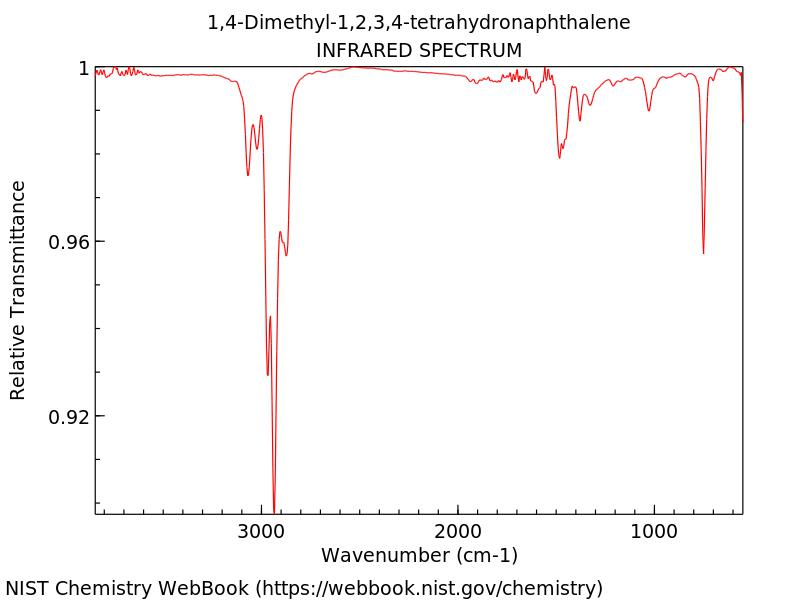 1,4-Dimethyl-1,2,3,4-tetrahydronaphthalene
INFRARED SPECTRUM
1
0.96
0.92
Relative Transmittance
3000 2000 1000
Wavenumber (cm-1)
NIST Chemistry WebBook (https://webbook.nist.gov/chemistry)